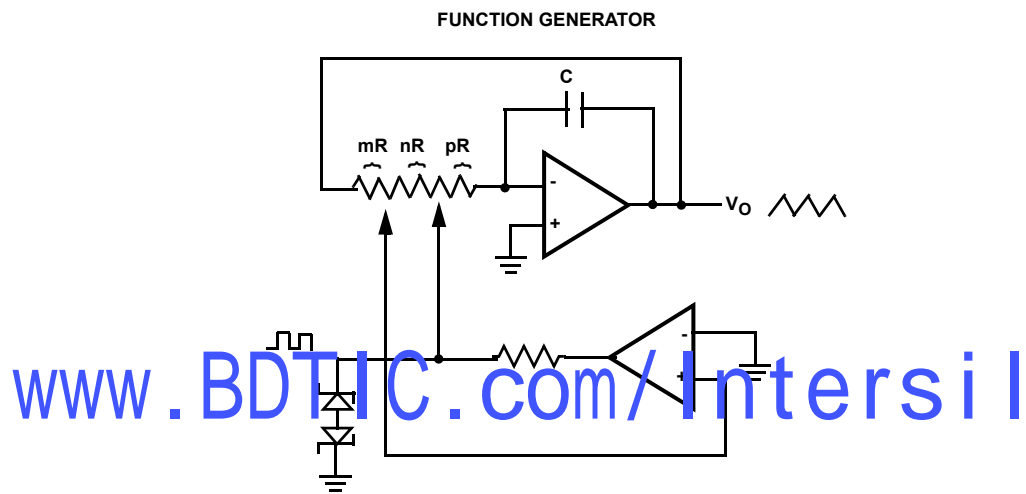 FUNCTION GENERATOR
C
mR nR pR
-
+
VO
-
+
www.BDTIC.com/Intersil